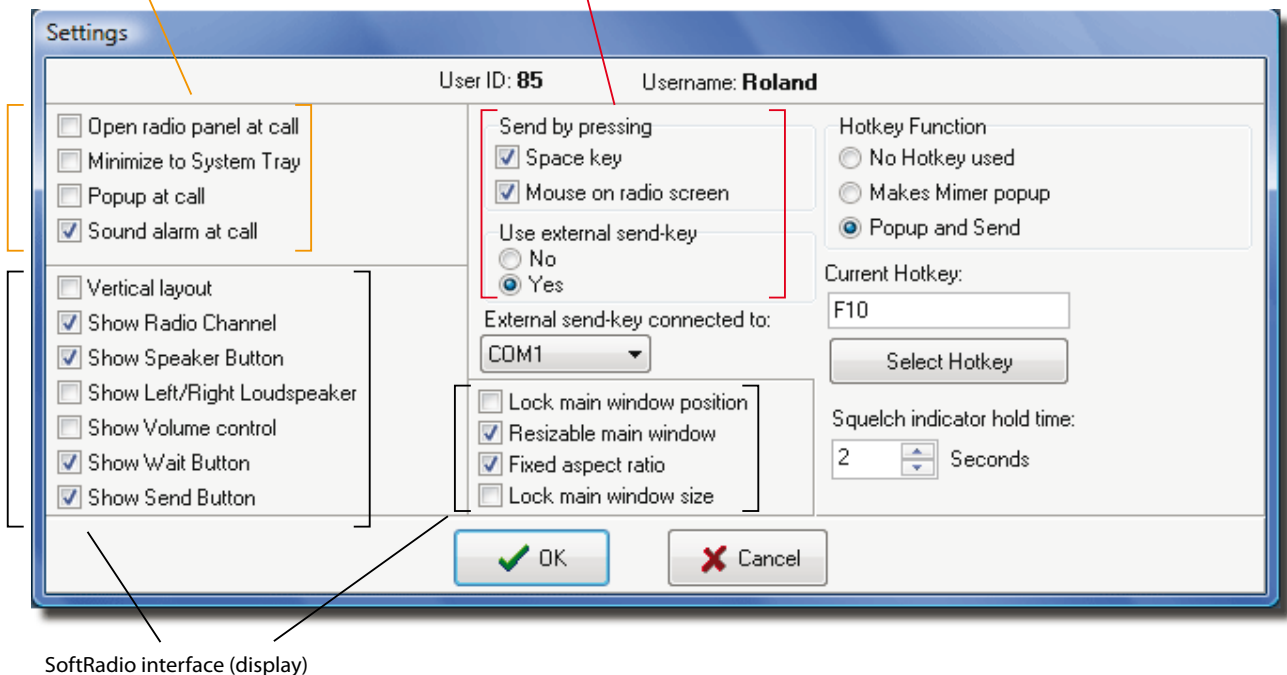 Settings
User ID: 85 Username: Roland
Open radio panel at call
Minimize to System Tray
Popup at call
Sound alarm at call
Vertical layout
Show Radio Channel
Show Speaker Button
Show Left/Right Loudspeaker
Show Volume control
Show Wait Button
Show Send Button
Send by pressing
Space key
Mouse on radio screen
Use external send-key
No
Yes
External send-key connected to:
COM1
Lock main window position
Resizable main window
Fixed aspect ratio
Lock main window size
Hotkey Function
No Hotkey used
Makes Mimer popup
Popup and Send
Current Hotkey:
F10
Select Hotkey
Squelch indicator hold time:
2 Seconds
OK
Cancel
SoftRadio interface (display)